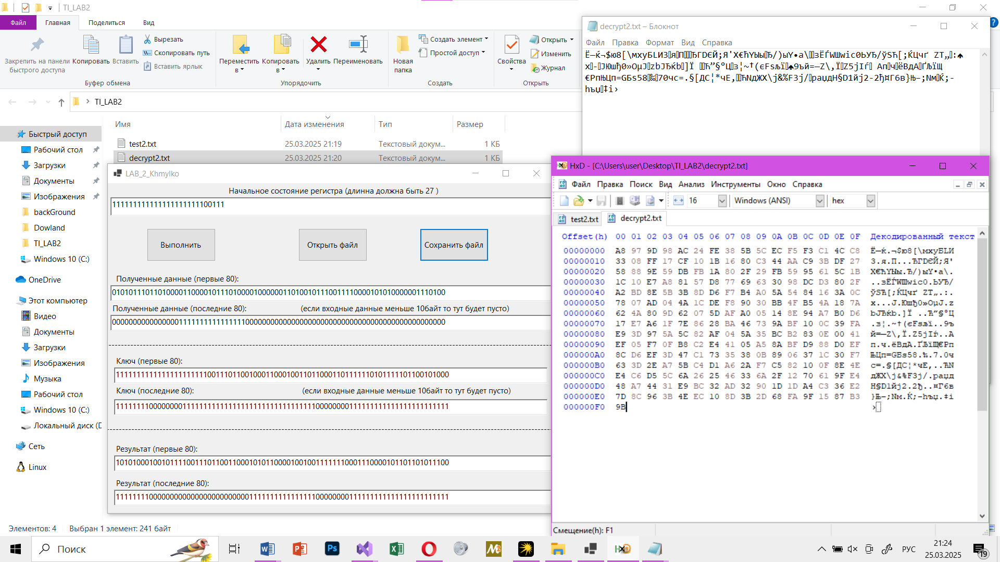 TI_LAB2
Файл
Главная
Поделиться
Вид
Закрепить на панели
быстрого доступа
Копировать
Вставить
Вырезать
Скопировать путь
Вставить ярлык
Буфер обмена
Переместить
в
Копировать
в
Удалить
Переименовать
Упорядочить
Новая
папка
Создать элемент
Простой доступ
Создать
Свойства
Открыть
Изменить
Журнал
Открыть
TI_LAB2
Имя
Дата изменения
Тип
Размер
test2.txt
25.03.2025 21:19
Текстовый докум...
1 КБ
decrypt2.txt
25.03.2025 21:20
Текстовый докум...
1 КБ
Быстрый доступ
Рабочий стол
Загрузки
Документы
Изображения
backGround
Dowland
TI_LAB2
Windows 10 (C:)
OneDrive
Этот компьютер
Видео
Документы
Загрузки
Изображения
Музыка
Рабочий стол
Windows 10 (C:)
Локальный диск (D
Сеть
Linux
Элементов: 4
Выбран 1 элемент: 241 байт
LAB_2_Khmylko
Начальное состояние регистра (длинна должна быть 27 )
Выполнить
Открыть файл
Сохранить файл
Полученные данные (первые 80):
Полученные данные (последние 80):
(если входные данные меньше 10байт то тут будет пусто)
Ключ (первые 80):
Ключ (последние 80):
(если входные данные меньше 10байт то тут будет пусто)
Результат (первые 80):
Результат (последние 80):
decrypt2.txt – Блокнот
Файл
Правка
Формат
Вид
Справка
HxD - [C:\Users\user\Desktop\TI_LAB2\decrypt2.txt]
Файл
Правка
Поиск
Вид
Анализ
Инструменты
Окно
Справка
16
Windows (ANSI)
hex
test2.txt
decrypt2.txt
Offset(h) 00 01 02 03 04 05 06 07 08 09 0A 0B 0C 0D 0E 0F Декодированный текст
00000000 A8 97 9D 98 AC 24 FE 38 5B 5C EC F5 F3 C1 4C C8
00000010 33 08 FF 17 CF 10 1B 16 80 C3 44 AA C9 3B DF 27
00000020 58 88 9E 59 DB FB 1A 80 2F 29 FB 59 95 61 5C 1B
00000030 1C 10 E7 A8 81 57 D8 77 69 63 30 98 DC D3 80 2F
00000040 A2 BD 8E 5B 3B 8D D6 F7 B4 A0 5A 54 84 16 3A 0C
00000050 78 07 AD 04 4A 1C DE F8 90 30 BB 4F B5 4A 18 7A
00000060 62 4A 80 9D 62 07 5D AF A0 05 14 8E 94 A7 B0 D6
00000070 17 E7 A6 1F 7E 86 28 BA 46 73 9A BF 10 0C 39 FA
00000080 E9 3D 97 5A 5C 82 AF 04 5A 35 BC B2 83 0E 00 41
00000090 EF 05 F7 0F B8 C2 E4 41 05 A5 8A BF D9 88 D0 EF
000000A0 8C D6 EF 3D 47 C1 73 35 38 0B 89 06 37 1C 30 F7
000000B0 63 3D 2E A7 5B C4 D1 A6 2A F7 C5 82 10 0F 8E 4E
000000C0 E4 C6 D5 5C 6A 26 25 46 33 6A 2F 12 70 61 9F E4
000000D0 48 A7 44 31 E9 BC 32 AD 32 90 1D 1D A4 C3 36 E2
000000E0 7D 8C 96 3B 4E EC 10 8D 3B 2D 68 FA 9F 15 87 B3
000000F0 9B
Смещение(h): F1
Поиск
РУС
21:24
25.03.2025
19